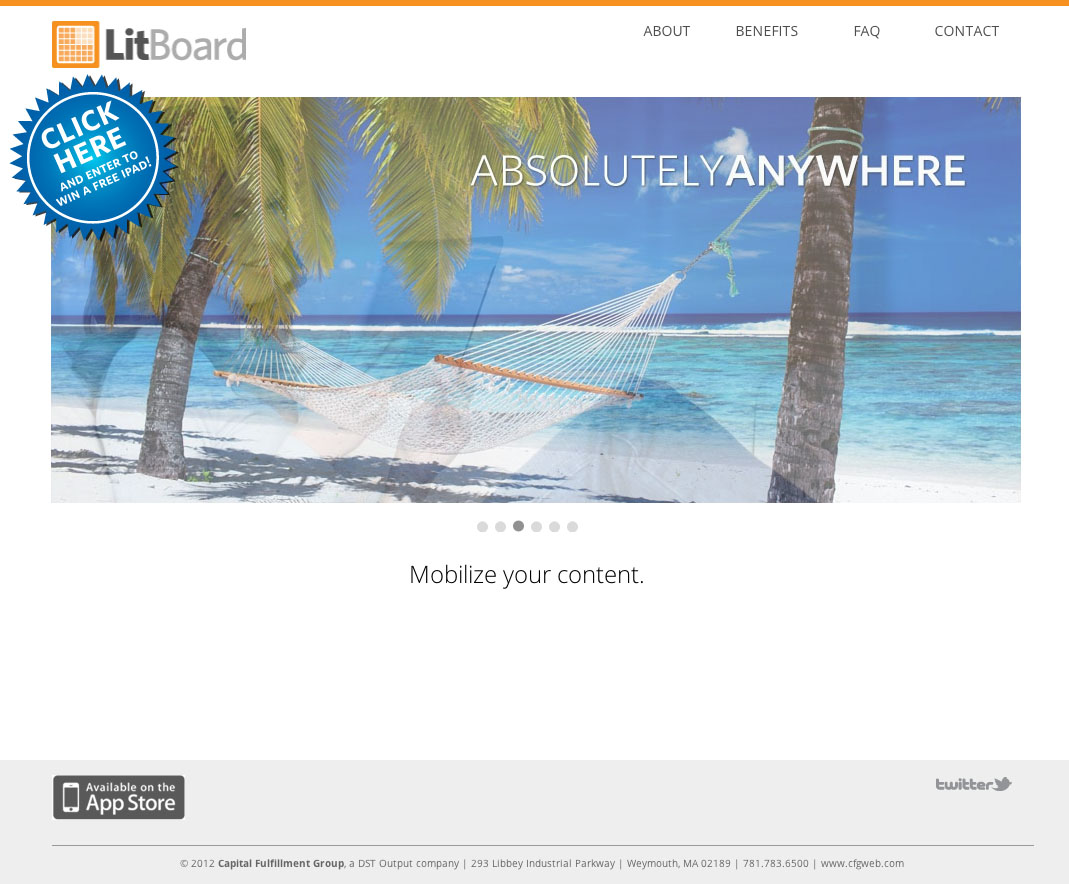 LitBoard
ABOUT BENEFITS FAQ CONTACT
CLICK
HERE
AND ENTER TO
WIN A FREE IPAD!
ABSOLUTELYANYWHERE
Mobilize your content.
Available on the
App Store
twitter
© 2012 Capital Fulfillment Group, a DST Output company | 293 Libbey Industrial Parkway | Weymouth, MA 02189 | 781.783.6500 | www.cfgweb.com